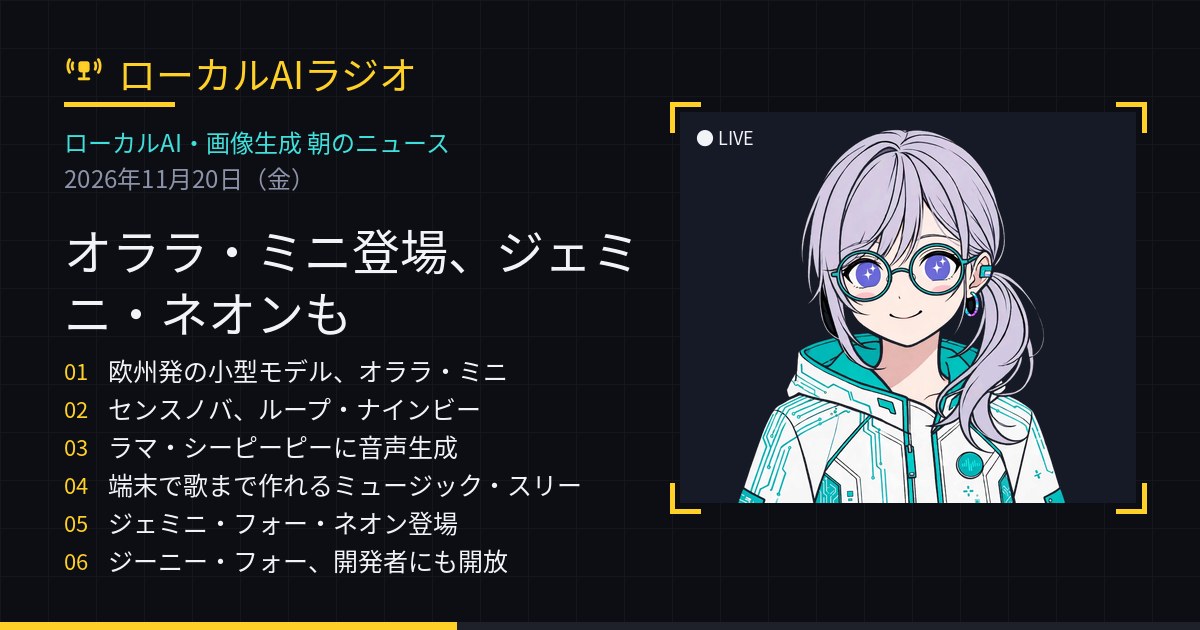 ローカルAIラジオ
ローカルAI・画像生成 朝のニュース
2026年11月20日（金）
オララ・ミニ登場、ジェミ
ニ・ネオンも
01 欧州発の小型モデル、オララ・ミニ
02 センスノバ、ループ・ナインビー
03 ラマ・シーピーピーに音声生成
04 端末で歌まで作れるミュージック・スリー
05 ジェミニ・フォー・ネオン登場
06 ジーニー・フォー、開発者にも開放
LIVE